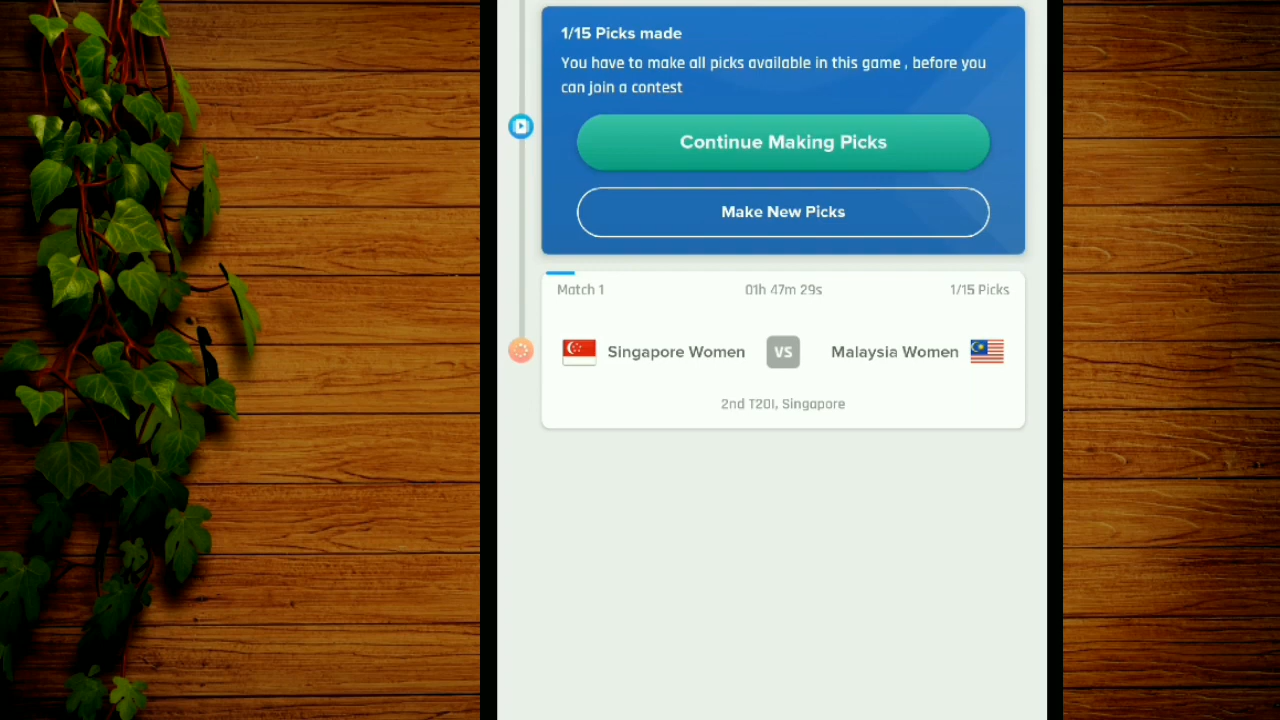 1/15 Picks made
You have to make all picks available in this game , before you
can join a contest
Continue Making Picks
Make New Picks
Match 1 01h 47m 29s 1/15 Picks
Singapore Women VS Malaysia Women
2nd T20I, Singapore